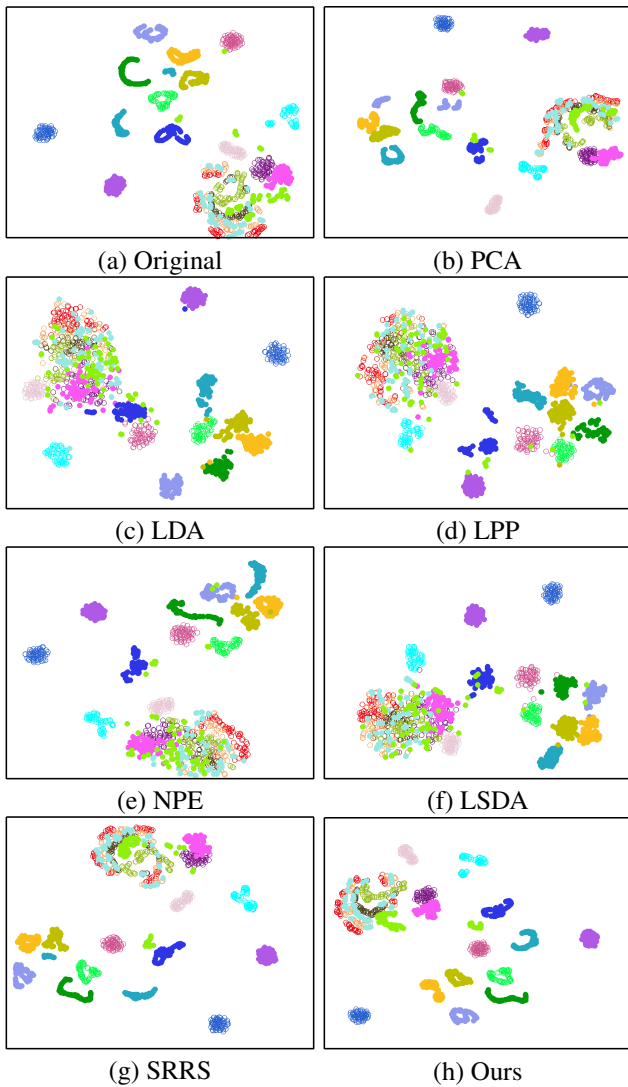 (a) Original
(b) PCA
(c) LDA
(d) LPP
(e) NPE
(f) LSDA
(g) SRRS
(h) Ours